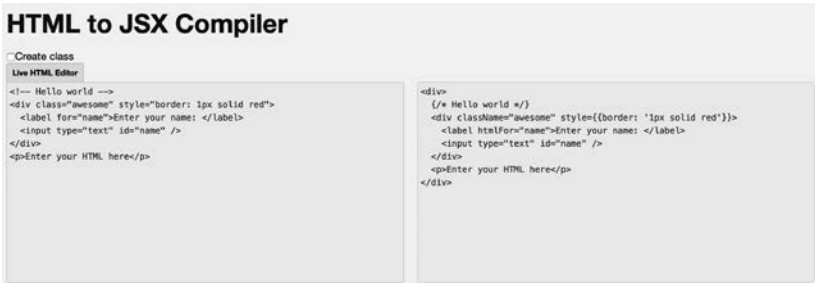 HTML to JSX Compiler
Create class
Live HTML Editor
<!-- Hello world -->
<div class="awesome" style="border: 1px solid red">
  <label for="name">Enter your name: </label>
  <input type="text" id="name" />
</div>
<p>Enter your HTML here</p>
<div>
  {/* Hello world */}
  <div className="awesome" style={{border: '1px solid red'}}>
    <label htmlFor="name">Enter your name: </label>
    <input type="text" id="name" />
  </div>
  <p>Enter your HTML here</p>
</div>